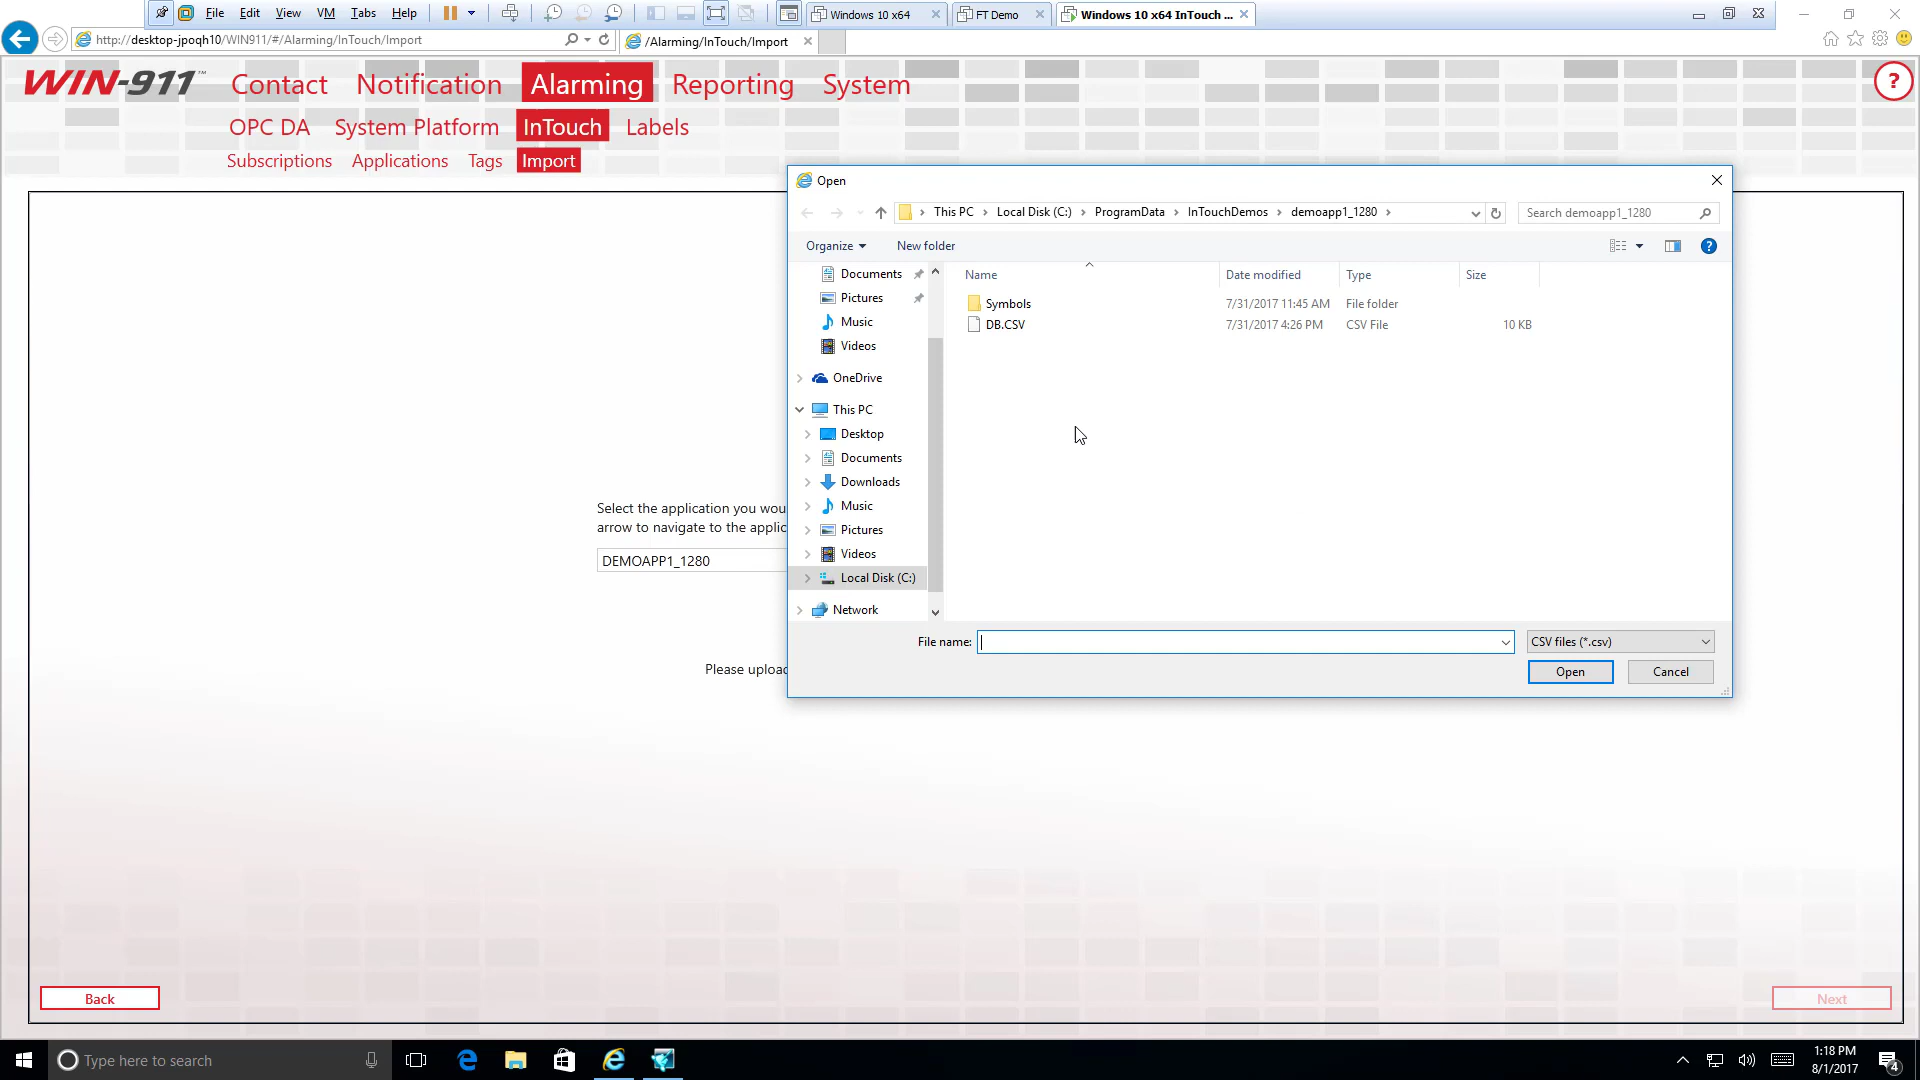 File Edit View VM Tabs Help Windows 10 x64 FT Demo Windows 10 x64 InTouch ...
http://desktop-jpoqh10/WIN911/#/Alarming/InTouch/Import /Alarming/InTouch/Import
WIN-911™ Contact Notification Alarming Reporting System ?
OPC DA System Platform InTouch Labels
Subscriptions Applications Tags Import
Open
This PC › Local Disk (C:) › ProgramData › InTouchDemos › demoapp1_1280 › Search demoapp1_1280
Organize New folder ?
Documents Name Date modified Type Size
Pictures Symbols 7/31/2017 11:45 AM File folder
Music DB.CSV 7/31/2017 4:26 PM CSV File 10 KB
Videos
OneDrive
This PC
Desktop
Documents
Downloads
Music
Pictures
Videos
Local Disk (C:)
Network
Select the application you wou
arrow to navigate to the applic
DEMOAPP1_1280
File name: CSV files (*.csv)
Please upload
Open Cancel
Back Next
Type here to search
1:18 PM
8/1/2017
4